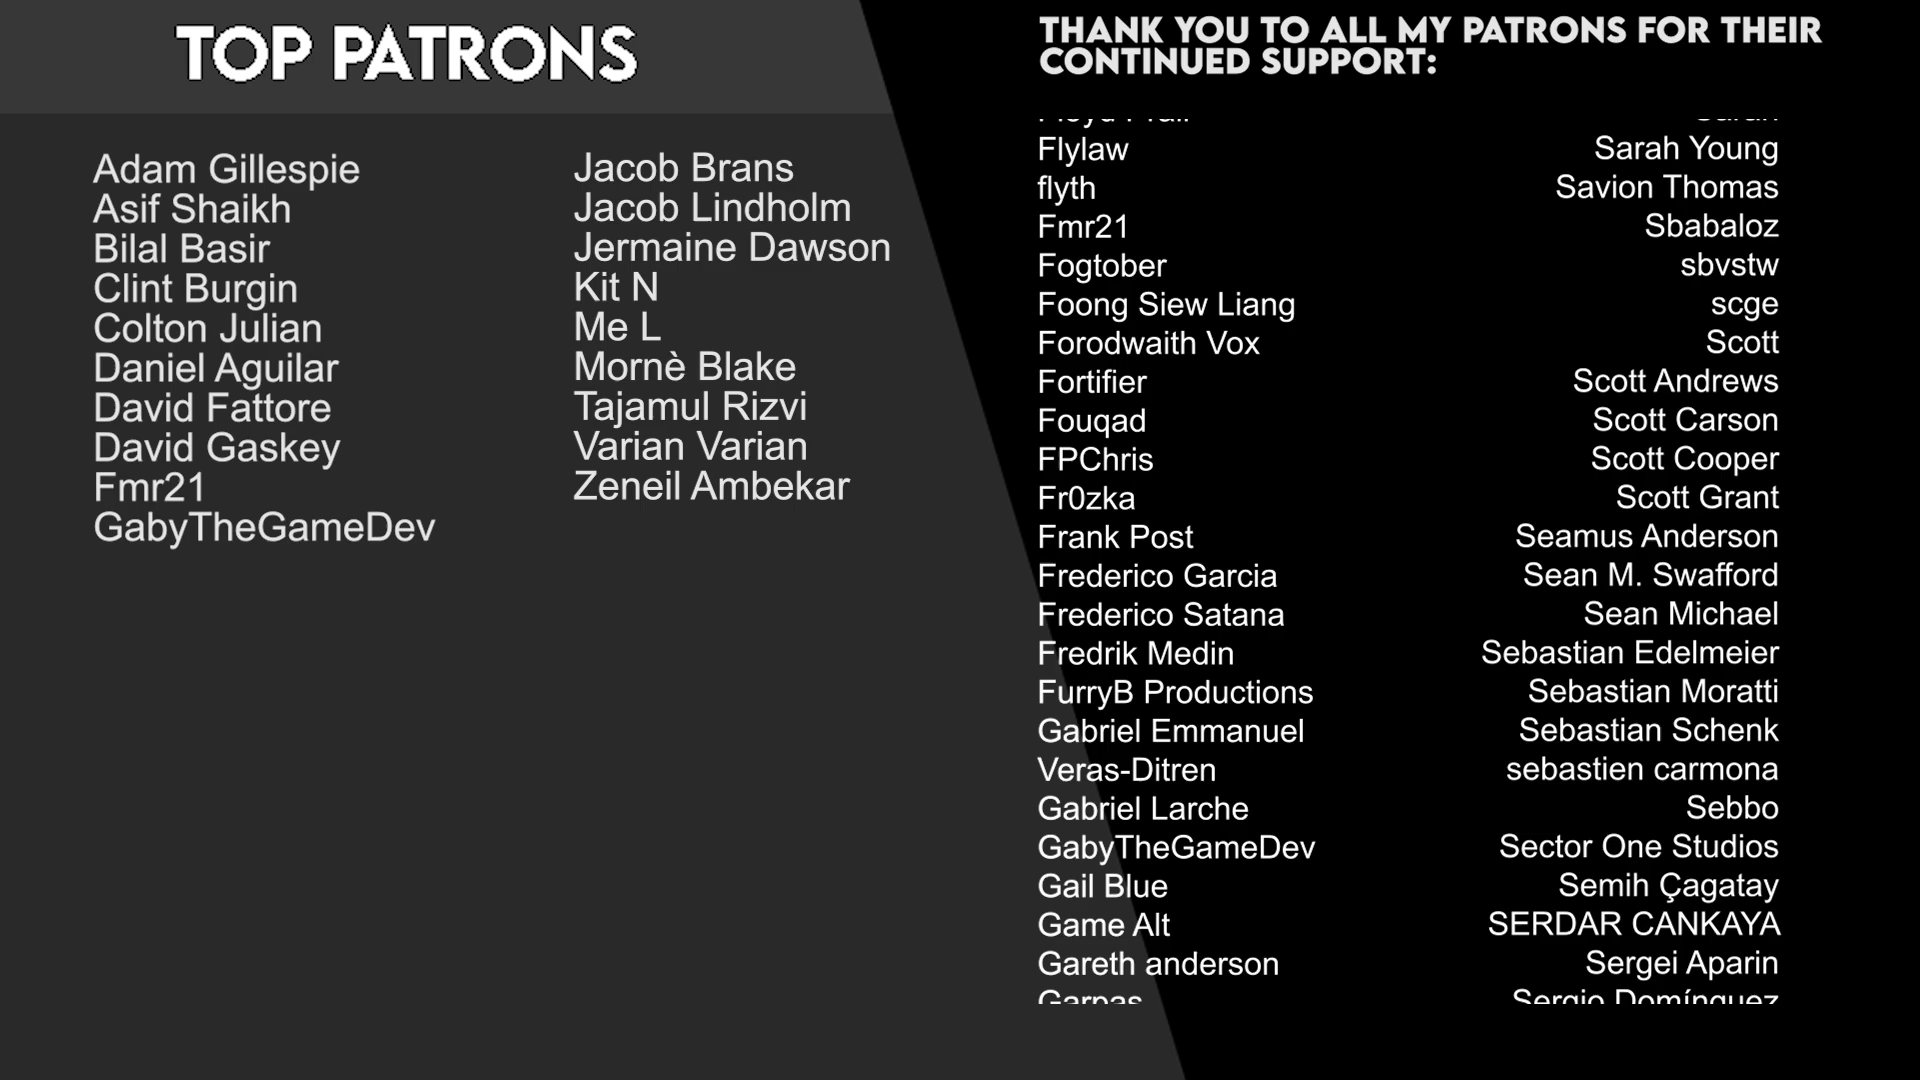 TOP PATRONS
Adam Gillespie
Asif Shaikh
Bilal Basir
Clint Burgin
Colton Julian
Daniel Aguilar
David Fattore
David Gaskey
Fmr21
GabyTheGameDev
Jacob Brans
Jacob Lindholm
Jermaine Dawson
Kit N
Me L
Mornè Blake
Tajamul Rizvi
Varian Varian
Zeneil Ambekar
THANK YOU TO ALL MY PATRONS FOR THEIR
CONTINUED SUPPORT:
Flylaw
flyth
Fmr21
Fogtober
Foong Siew Liang
Forodwaith Vox
Fortifier
Fouqad
FPChris
Fr0zka
Frank Post
Frederico Garcia
Frederico Satana
Fredrik Medin
FurryB Productions
Gabriel Emmanuel
Veras-Ditren
Gabriel Larche
GabyTheGameDev
Gail Blue
Game Alt
Gareth anderson
Sarah Young
Savion Thomas
Sbabaloz
sbvstw
scge
Scott
Scott Andrews
Scott Carson
Scott Cooper
Scott Grant
Seamus Anderson
Sean M. Swafford
Sean Michael
Sebastian Edelmeier
Sebastian Moratti
Sebastian Schenk
sebastien carmona
Sebbo
Sector One Studios
Semih Çagatay
SERDAR CANKAYA
Sergei Aparin
Sergio Domínguez